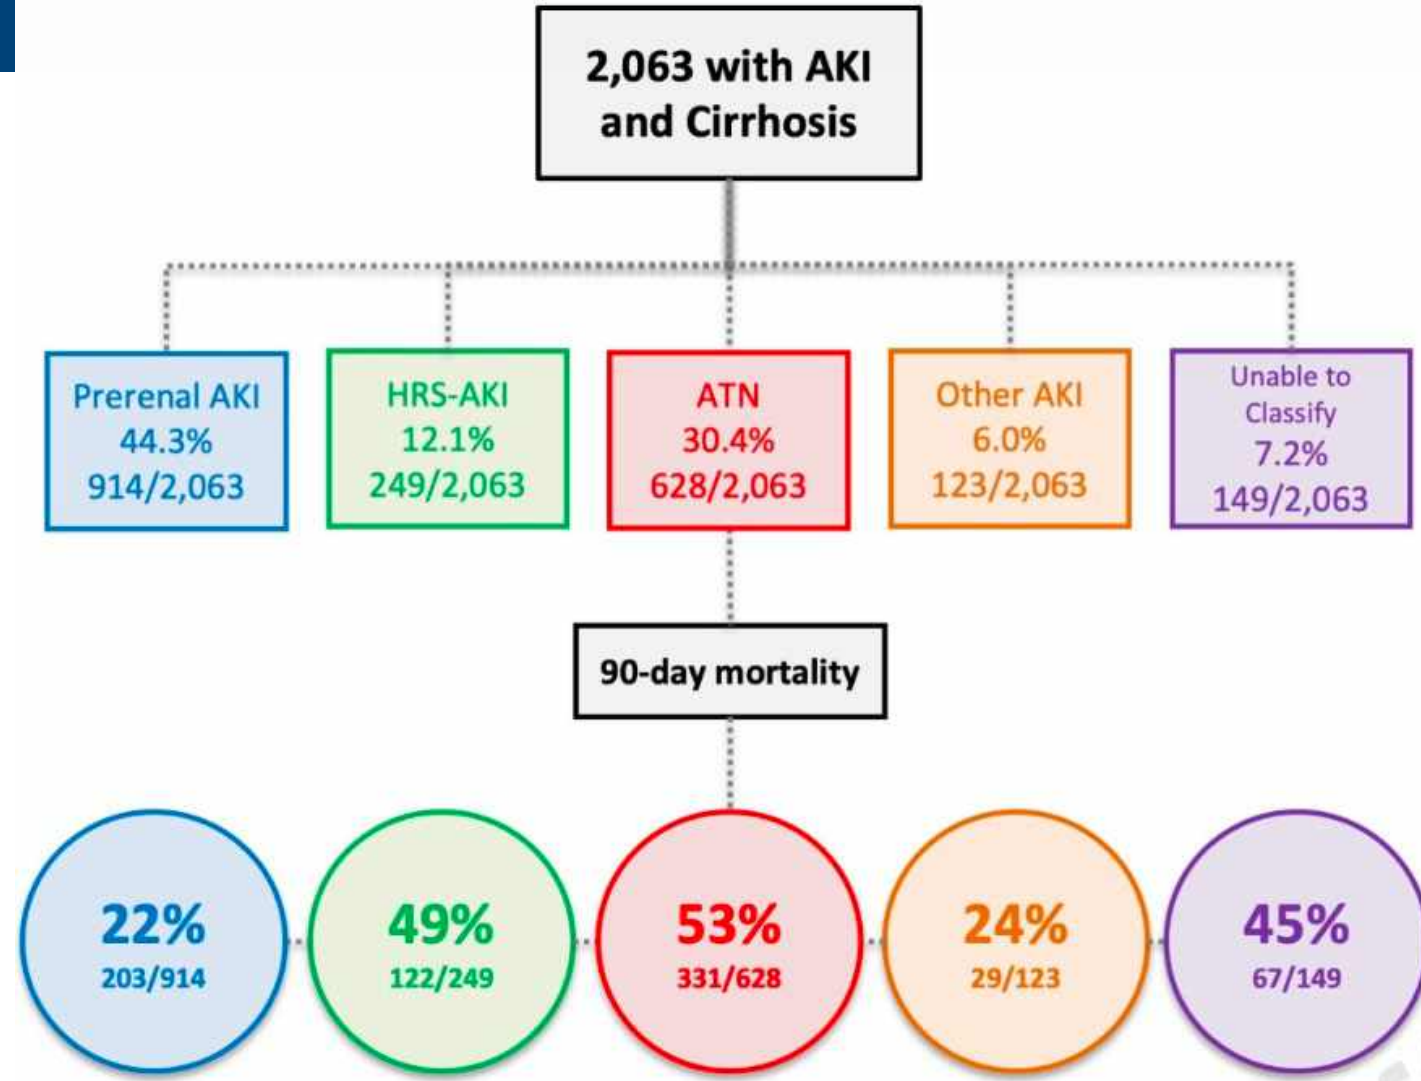 2,063 with AKI
and Cirrhosis
Prerenal AKI
44.3%
914/2,063
HRS-AKI
12.1%
249/2,063
ATN
30.4%
628/2,063
Other AKI
6.0%
123/2,063
Unable to
Classify
7.2%
149/2,063
90-day mortality
22%
203/914
49%
122/249
53%
331/628
24%
29/123
45%
67/149